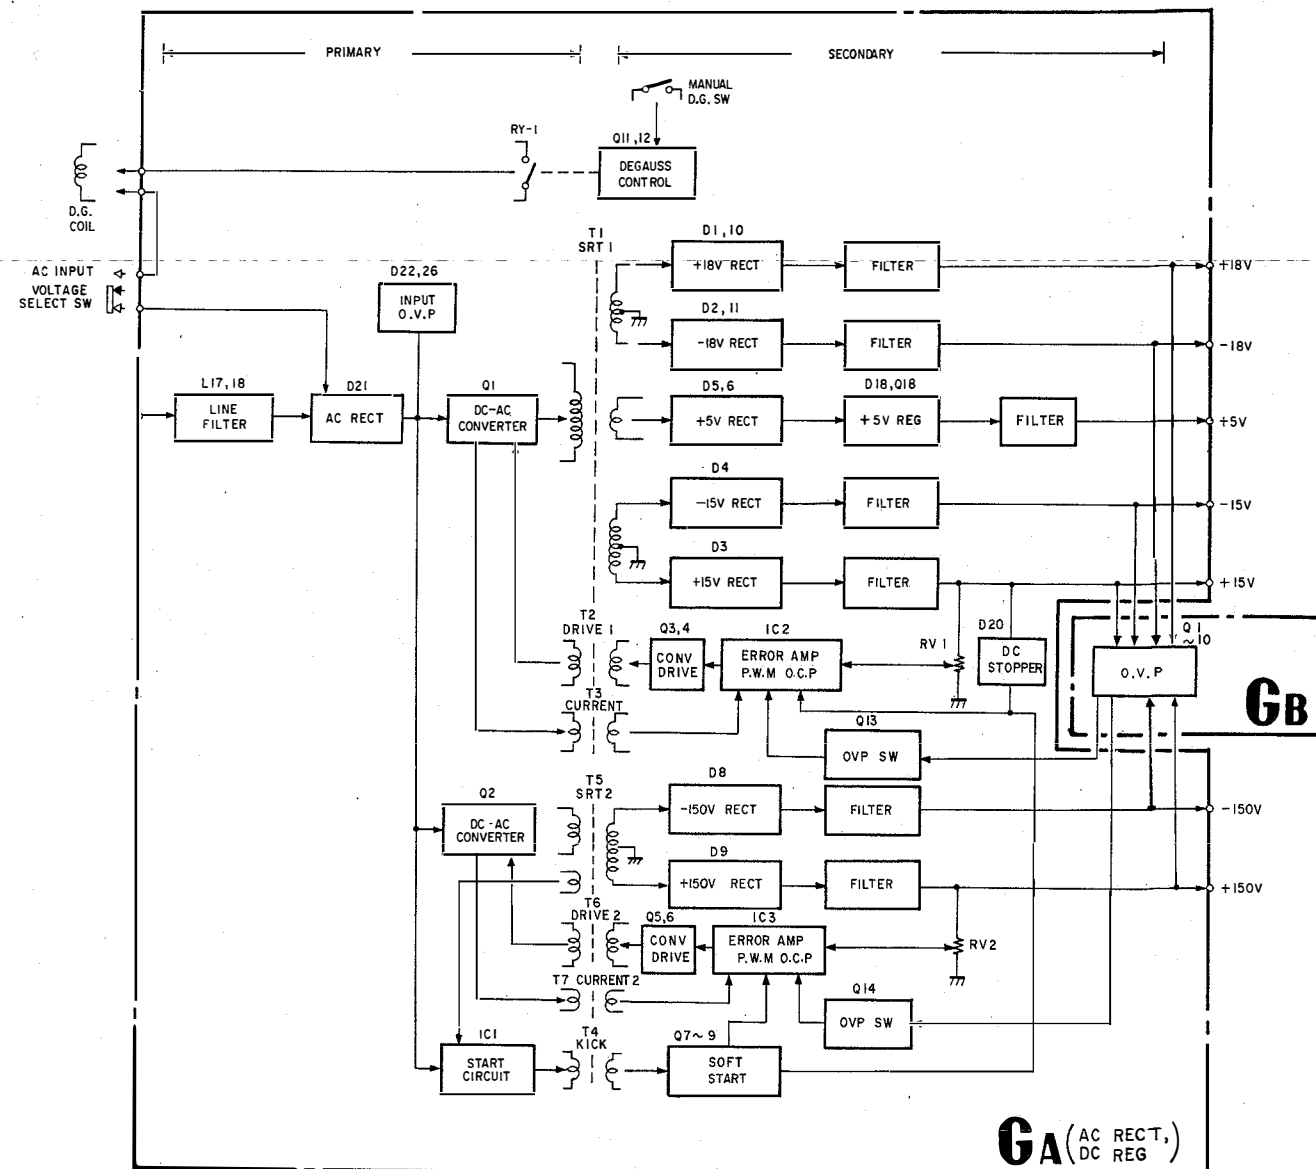 PRIMARY
SECONDARY
MANUAL
D.G. SW
RY-1
Q11,12
DEGAUSS
CONTROL
D.G.
COIL
T1
SRT1
D1,10
+18V RECT
FILTER
+18V
AC INPUT
VOLTAGE
SELECT SW
D22,26
INPUT
O.V.P
D2,11
-18V RECT
FILTER
-18V
L17,18
LINE
FILTER
D21
AC RECT
Q1
DC-AC
CONVERTER
D5,6
+5V RECT
D18,Q18
+5V REG
FILTER
+5V
D4
-15V RECT
FILTER
-15V
D3
+15V RECT
FILTER
+15V
T2
DRIVE 1
Q3,4
CONV
DRIVE
IC2
ERROR AMP
P.W.M O.C.P
RV1
D20
DC
STOPPER
Q1
~10
O.V.P
GB
T3
CURRENT
Q13
OVP SW
T5
SRT2
D8
-150V RECT
FILTER
-150V
Q2
DC-AC
CONVERTER
D9
+150V RECT
FILTER
+150V
T6
DRIVE 2
Q5,6
CONV
DRIVE
IC3
ERROR AMP
P.W.M O.C.P
RV2
T7 CURRENT2
Q14
OVP SW
IC1
START
CIRCUIT
T4
KICK
Q7~9
SOFT
START
GA (AC RECT,
DC REG)